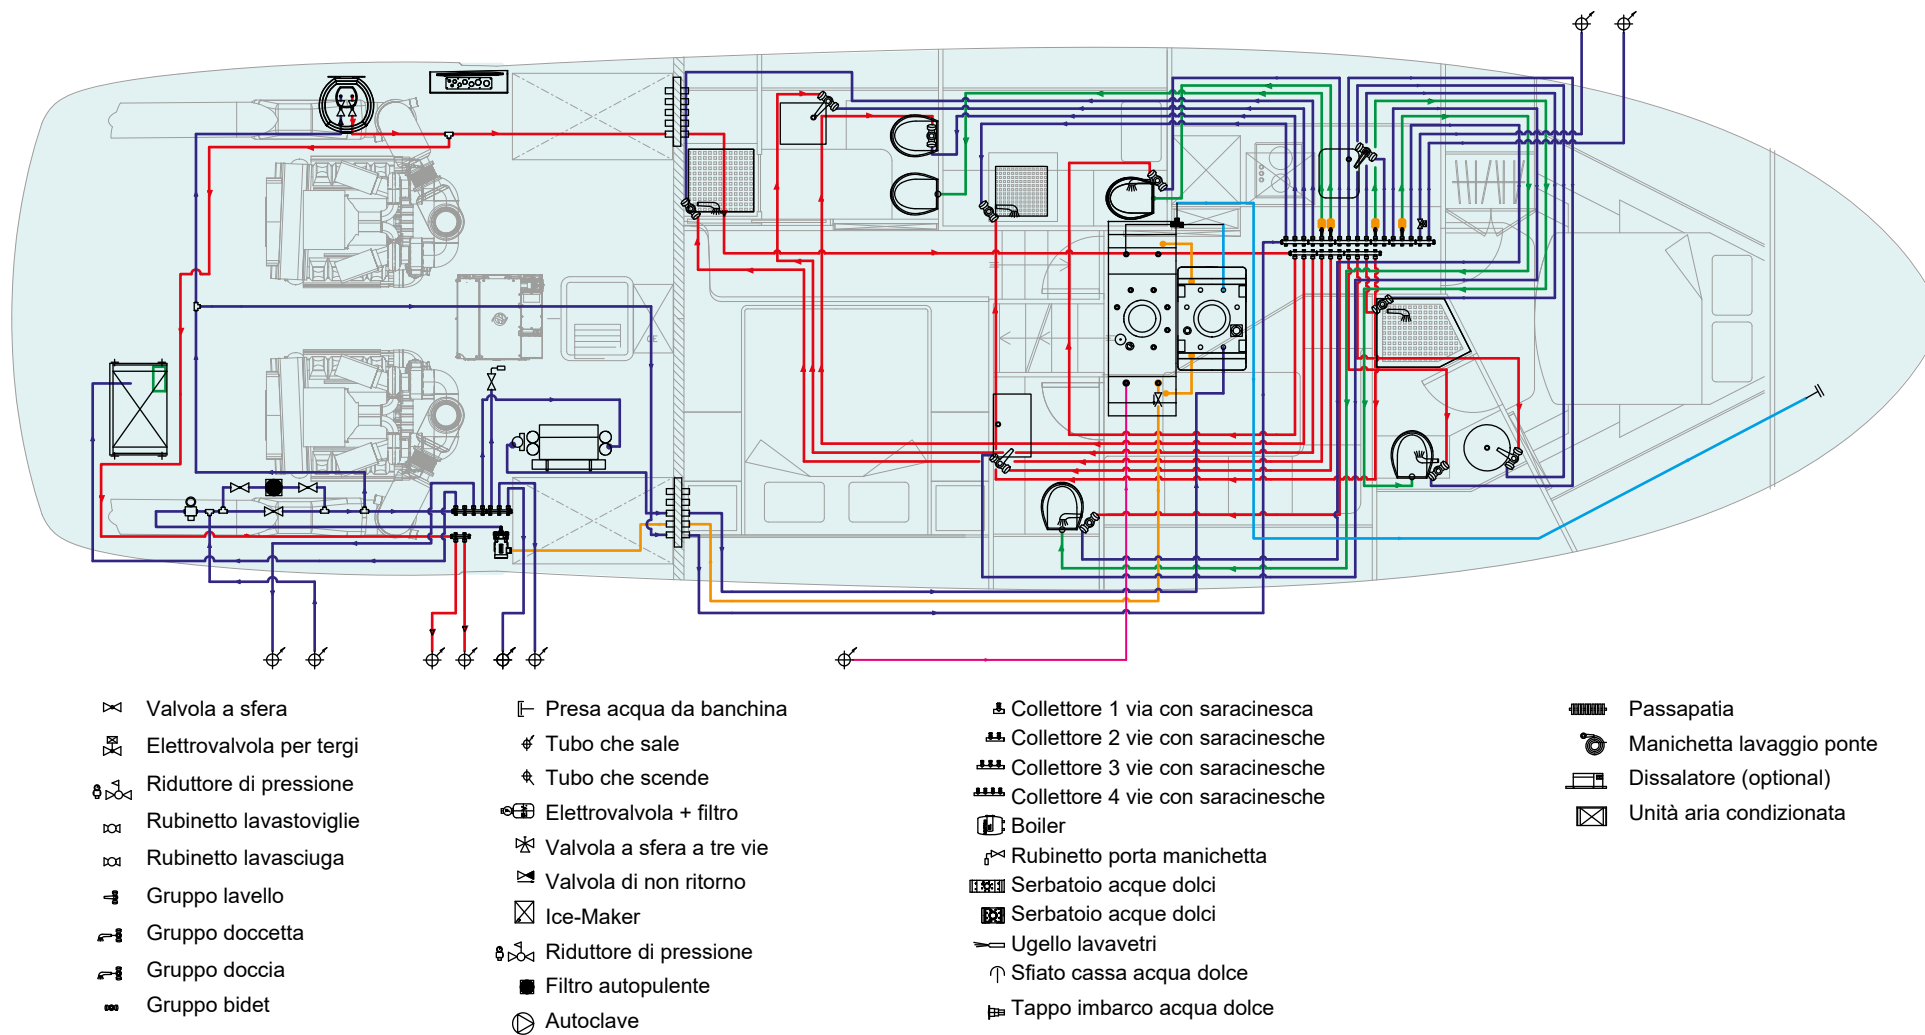 Valvola a sfera
Elettrovalvola per tergi
Riduttore di pressione
Rubinetto lavastoviglie
Rubinetto lavasciuga
Gruppo lavello
Gruppo doccetta
Gruppo doccia
Gruppo bidet
Presa acqua da banchina
Tubo che sale
Tubo che scende
Elettrovalvola + filtro
Valvola a sfera a tre vie
Valvola di non ritorno
Ice-Maker
Riduttore di pressione
Filtro autopulente
Autoclave
Collettore 1 via con saracinesca
Collettore 2 vie con saracinesche
Collettore 3 vie con saracinesche
Collettore 4 vie con saracinesche
Boiler
Rubinetto porta manichetta
Serbatoio acque dolci
Serbatoio acque dolci
Ugello lavavetri
Sfiato cassa acqua dolce
Tappo imbarco acqua dolce
Passapatia
Manichetta lavaggio ponte
Dissalatore (optional)
Unità aria condizionata